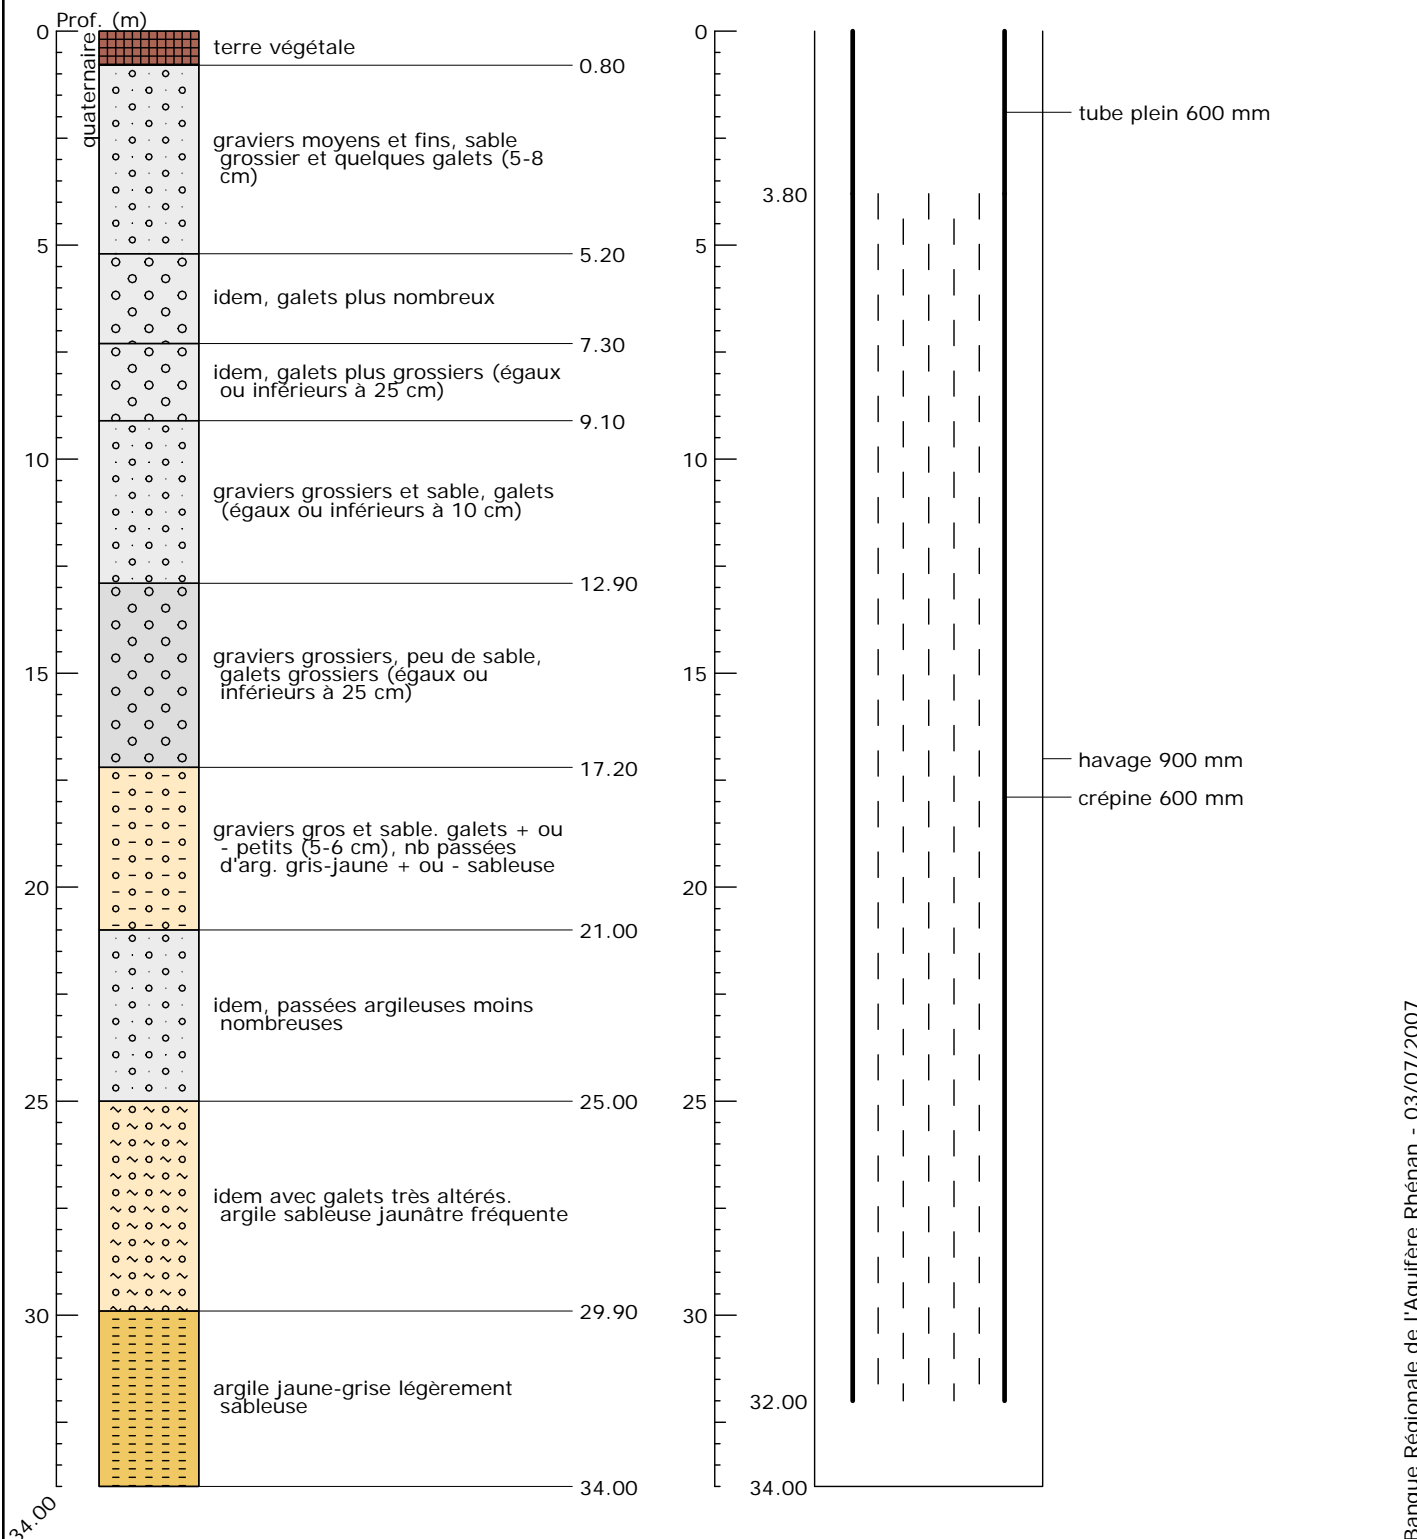 Prof. (m)
0
quaternaire
terre végétale
0.80
graviers moyens et fins, sable
grossier et quelques galets (5-8
cm)
5
5.20
idem, galets plus nombreux
7.30
idem, galets plus grossiers (égaux
ou inférieurs à 25 cm)
9.10
10
graviers grossiers et sable, galets
(égaux ou inférieurs à 10 cm)
12.90
graviers grossiers, peu de sable,
galets grossiers (égaux ou
inférieurs à 25 cm)
15
17.20
graviers gros et sable. galets + ou
- petits (5-6 cm), nb passées
d'arg. gris-jaune + ou - sableuse
20
21.00
idem, passées argileuses moins
nombreuses
25
25.00
idem avec galets très altérés.
argile sableuse jaunâtre fréquente
29.90
30
argile jaune-grise légèrement
sableuse
34.00
34.00
0
tube plein 600 mm
3.80
5
10
15
havage 900 mm
crépine 600 mm
20
25
30
32.00
34.00
Banque Régionale de l'Aquifère Rhénan - 03/07/2007